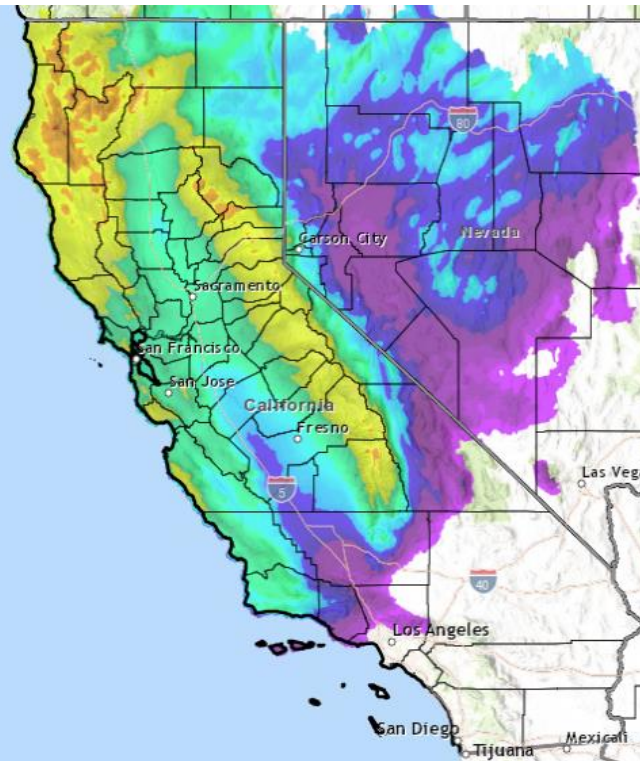 80
Carson City
Nevada
Sacramento
San Francisco
San Jose
California
Fresno
5
Las Vega
40
Los Angeles
San Diego
Tijuana
Mexicali